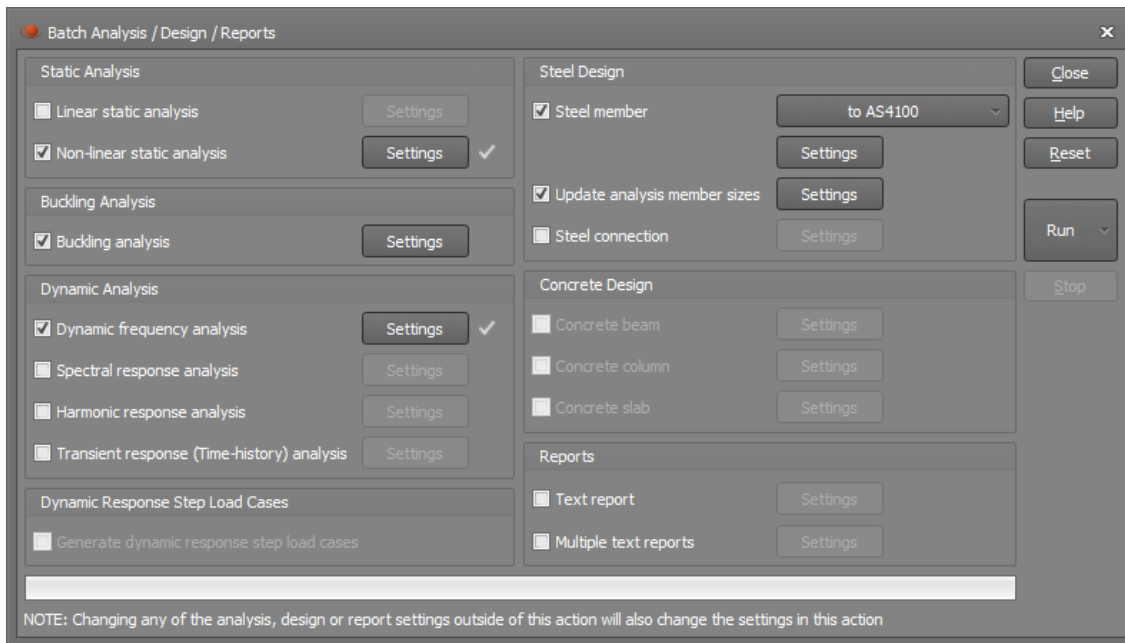 Batch Analysis / Design / Reports
Static Analysis
Linear static analysis Settings
Non-linear static analysis Settings
Buckling Analysis
Buckling analysis Settings
Dynamic Analysis
Dynamic frequency analysis Settings
Spectral response analysis Settings
Harmonic response analysis Settings
Transient response (Time-history) analysis Settings
Dynamic Response Step Load Cases
Generate dynamic response step load cases
Steel Design
Steel member to AS4100
Settings
Update analysis member sizes Settings
Steel connection Settings
Concrete Design
Concrete beam Settings
Concrete column Settings
Concrete slab Settings
Reports
Text report Settings
Multiple text reports Settings
Close
Help
Reset
Run
Stop
NOTE: Changing any of the analysis, design or report settings outside of this action will also change the settings in this action